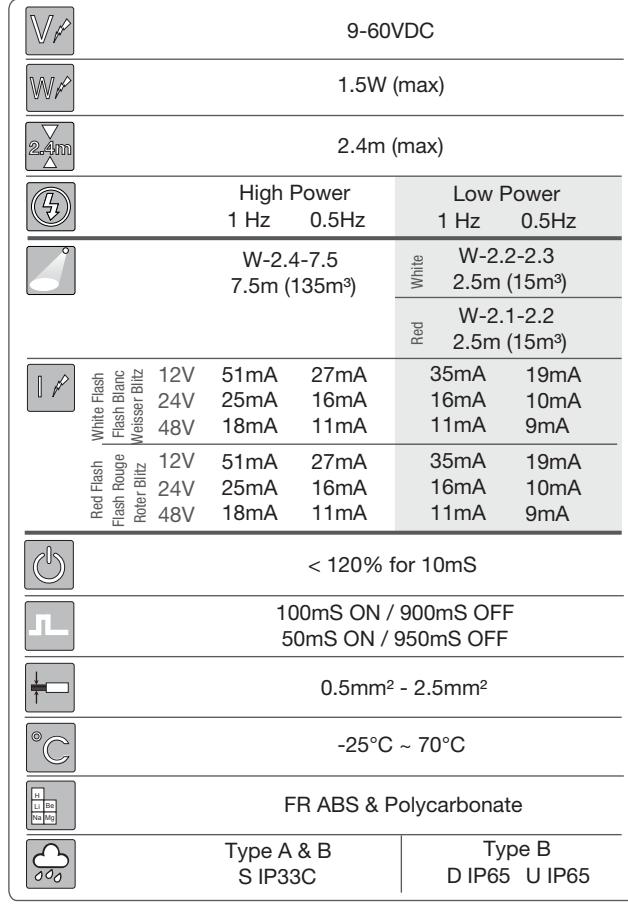 V
9-60VDC
W
1.5W (max)
2.4m
2.4m (max)
High Power
Low Power
1 Hz 0.5Hz
1 Hz 0.5Hz
W-2.4-7.5
7.5m (135m³)
White
W-2.2-2.3
2.5m (15m³)
Red
W-2.1-2.2
2.5m (15m³)
I
White Flash
Flash Blanc
Weisser Blitz
12V 51mA 27mA 35mA 19mA
24V 25mA 16mA 16mA 10mA
48V 18mA 11mA 11mA 9mA
Red Flash
Flash Rouge
Roter Blitz
12V 51mA 27mA 35mA 19mA
24V 25mA 16mA 16mA 10mA
48V 18mA 11mA 11mA 9mA
< 120% for 10mS
100mS ON / 900mS OFF
50mS ON / 950mS OFF
0.5mm² - 2.5mm²
°C
-25°C ~ 70°C
H
Li Be
Na Mg
FR ABS & Polycarbonate
Type A & B
S IP33C
Type B
D IP65 U IP65